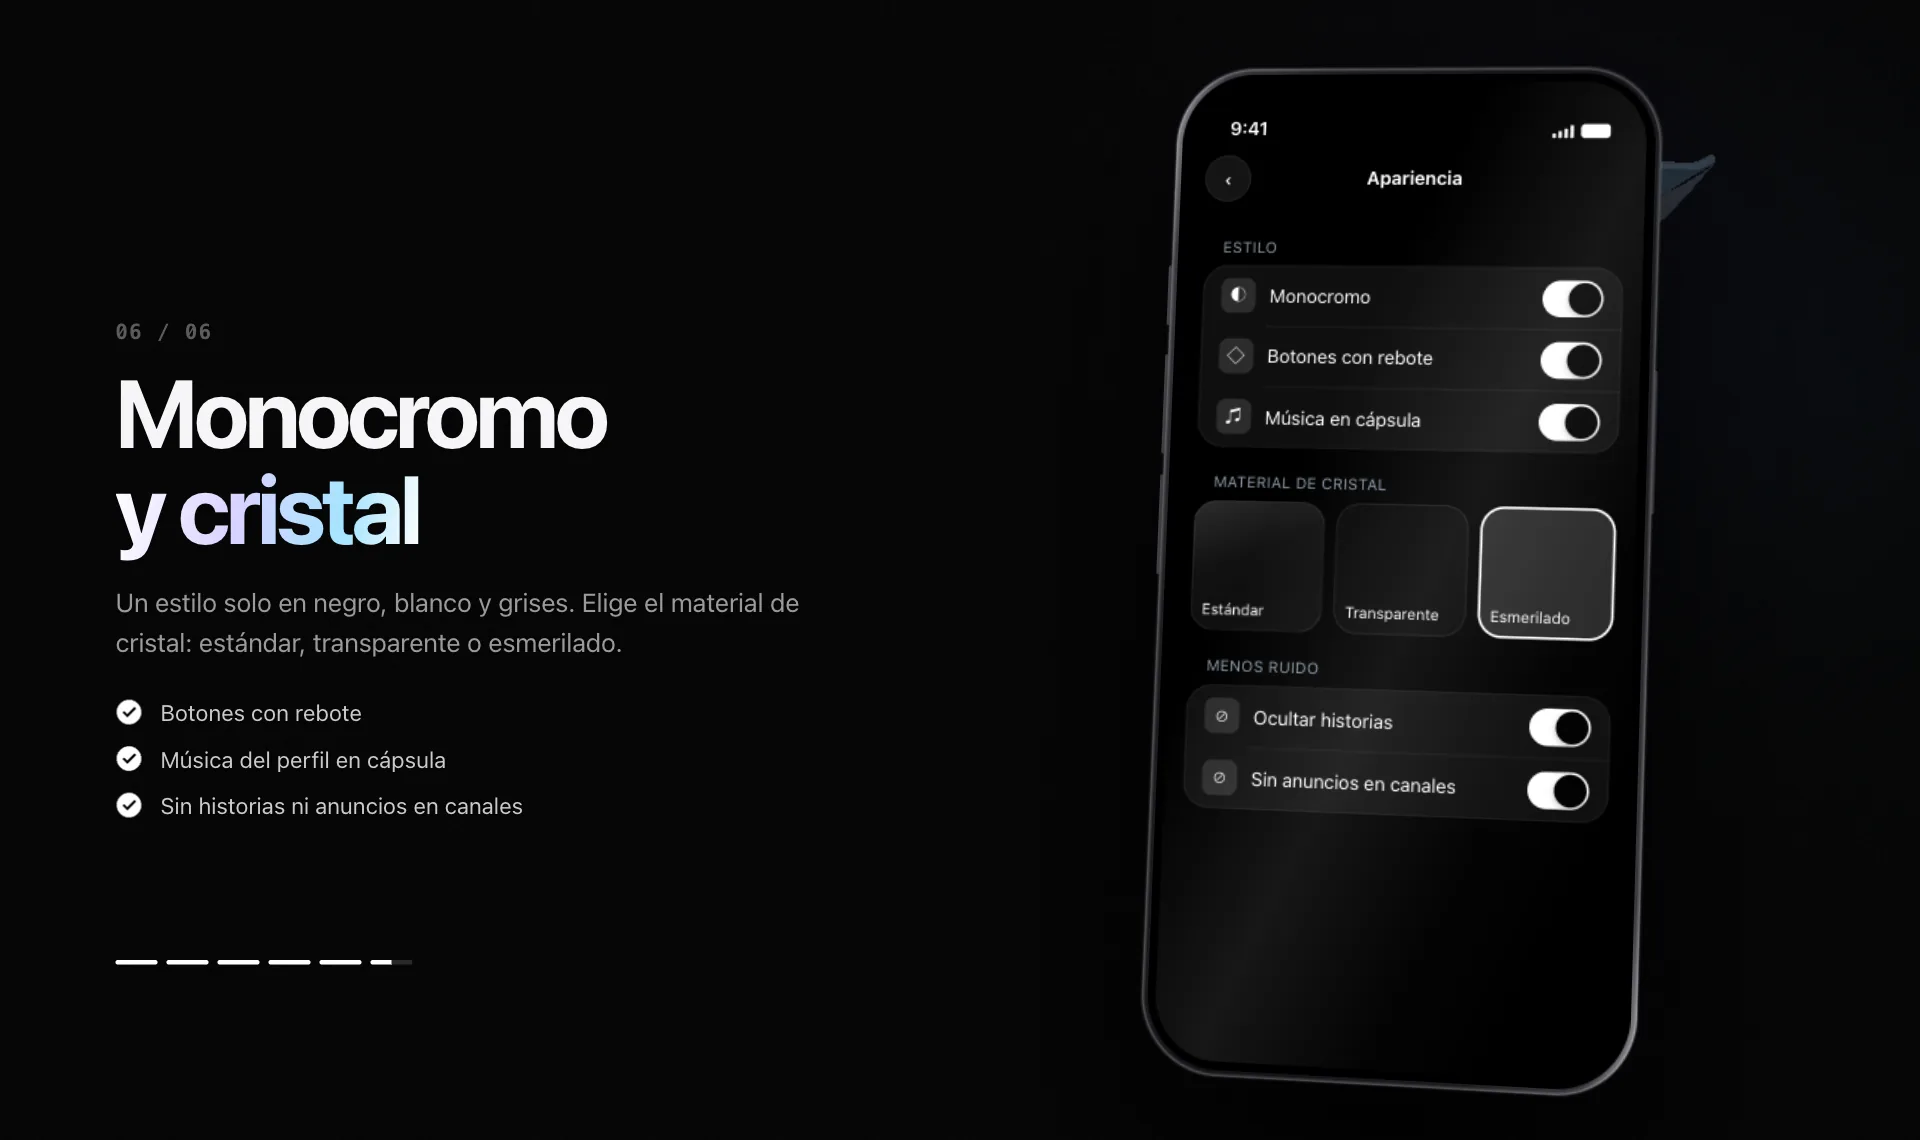 06 / 06
Monocromo
y cristal
Un estilo solo en negro, blanco y grises. Elige el material de
cristal: estándar, transparente o esmerilado.
Botones con rebote
Música del perfil en cápsula
Sin historias ni anuncios en canales
9:41
Apariencia
ESTILO
Monocromo
Botones con rebote
Música en cápsula
MATERIAL DE CRISTAL
Estándar
Transparente
Esmerilado
MENOS RUIDO
Ocultar historias
Sin anuncios en canales